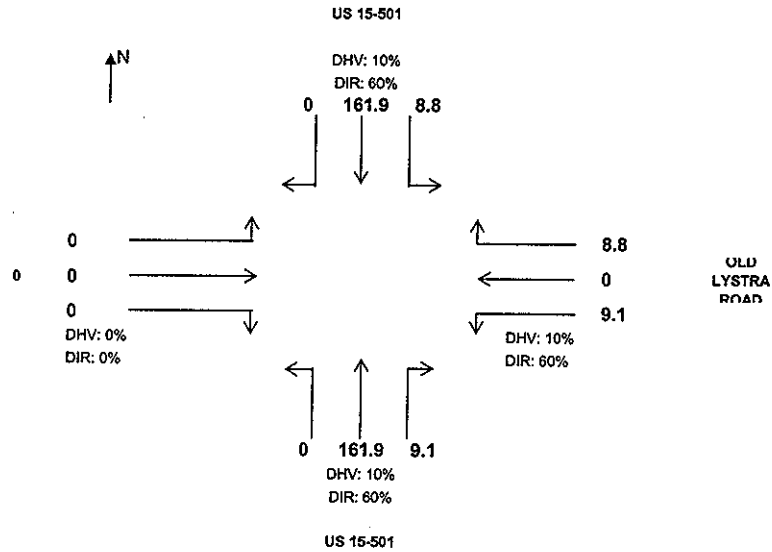 US 15-501
N
DHV: 10%
DIR: 60%
0 161.9 8.8
0
0 0
0
DHV: 0%
DIR: 0%
8.8
0
9.1
DHV: 10%
DIR: 60%
OLD
LYSTRA
ROAD
0 161.9 9.1
DHV: 10%
DIR: 60%
US 15-501